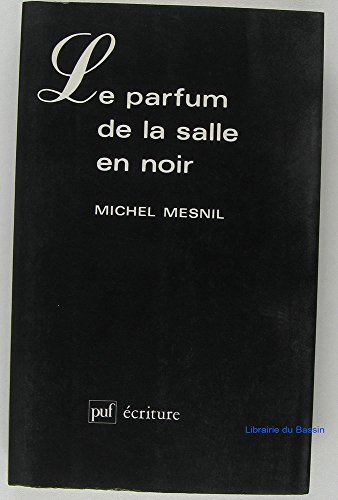 Le parfum
de la salle
en noir
MICHEL MESNIL
puf écriture
Librairie du Bassin